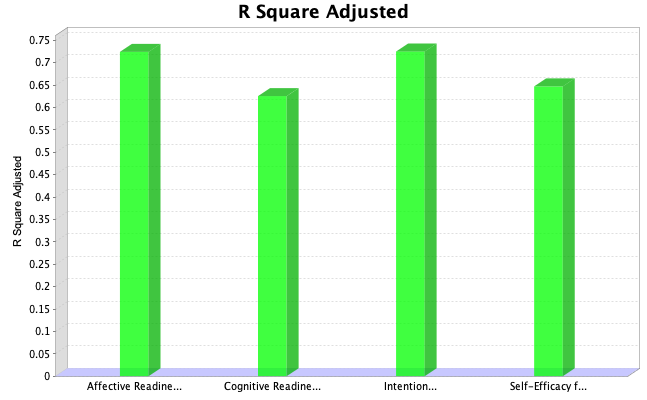 R Square Adjusted
R Square Adjusted
0.75
0.7
0.65
0.6
0.55
0.5
0.45
0.4
0.35
0.3
0.25
0.2
0.15
0.1
0.05
0
Affective Readine...
Cognitive Readine...
Intention...
Self-Efficacy f...